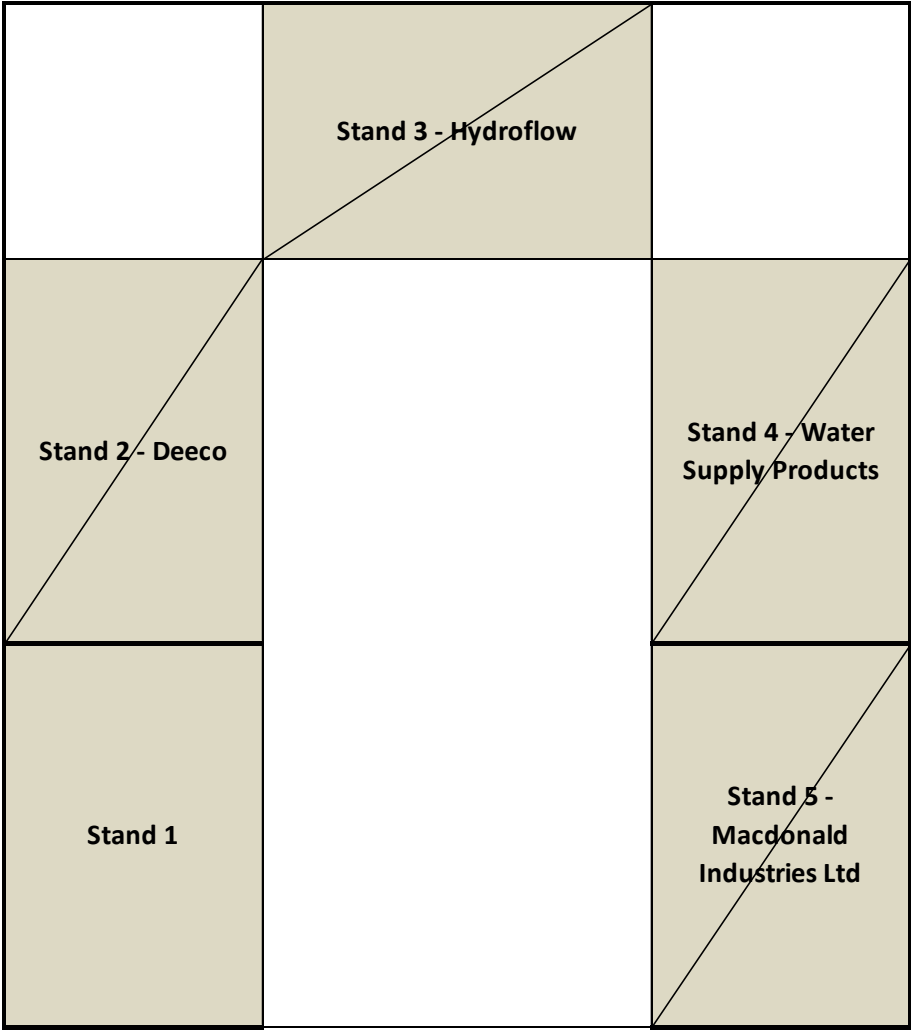 Stand 3 - Hydroflow
Stand 2 - Deeco
Stand 4 - Water
Supply Products
Stand 1
Stand 5 -
Macdonald
Industries Ltd